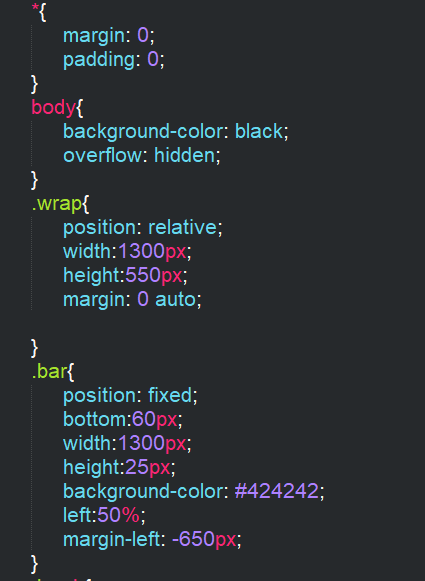 *{
margin: 0;
padding: 0;
}
body{
background-color: black;
overflow: hidden;
}
.wrap{
position: relative;
width:1300px;
height:550px;
margin: 0 auto;
}
.bar{
position: fixed;
bottom:60px;
width:1300px;
height:25px;
background-color: #424242;
left:50%;
margin-left: -650px;
}